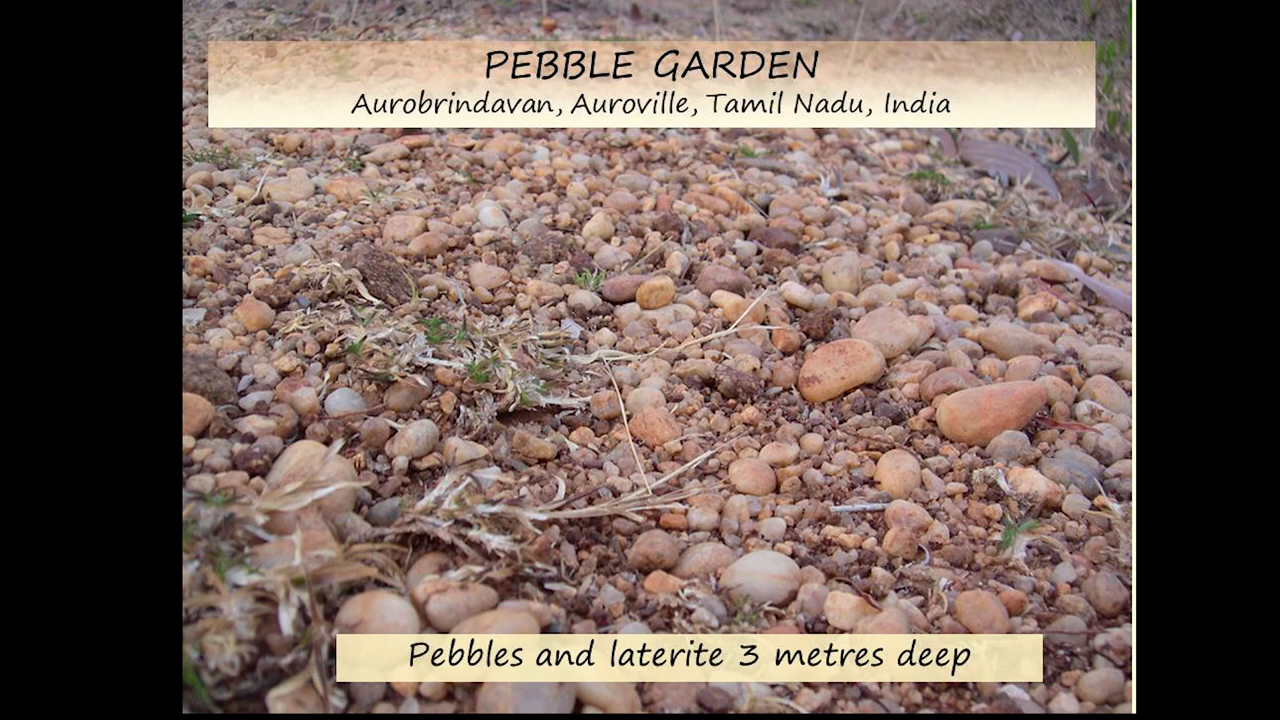 PEBBLE GARDEN
Aurobrindavan, Auroville, Tamil Nadu, India
Pebbles and laterite 3 metres deep